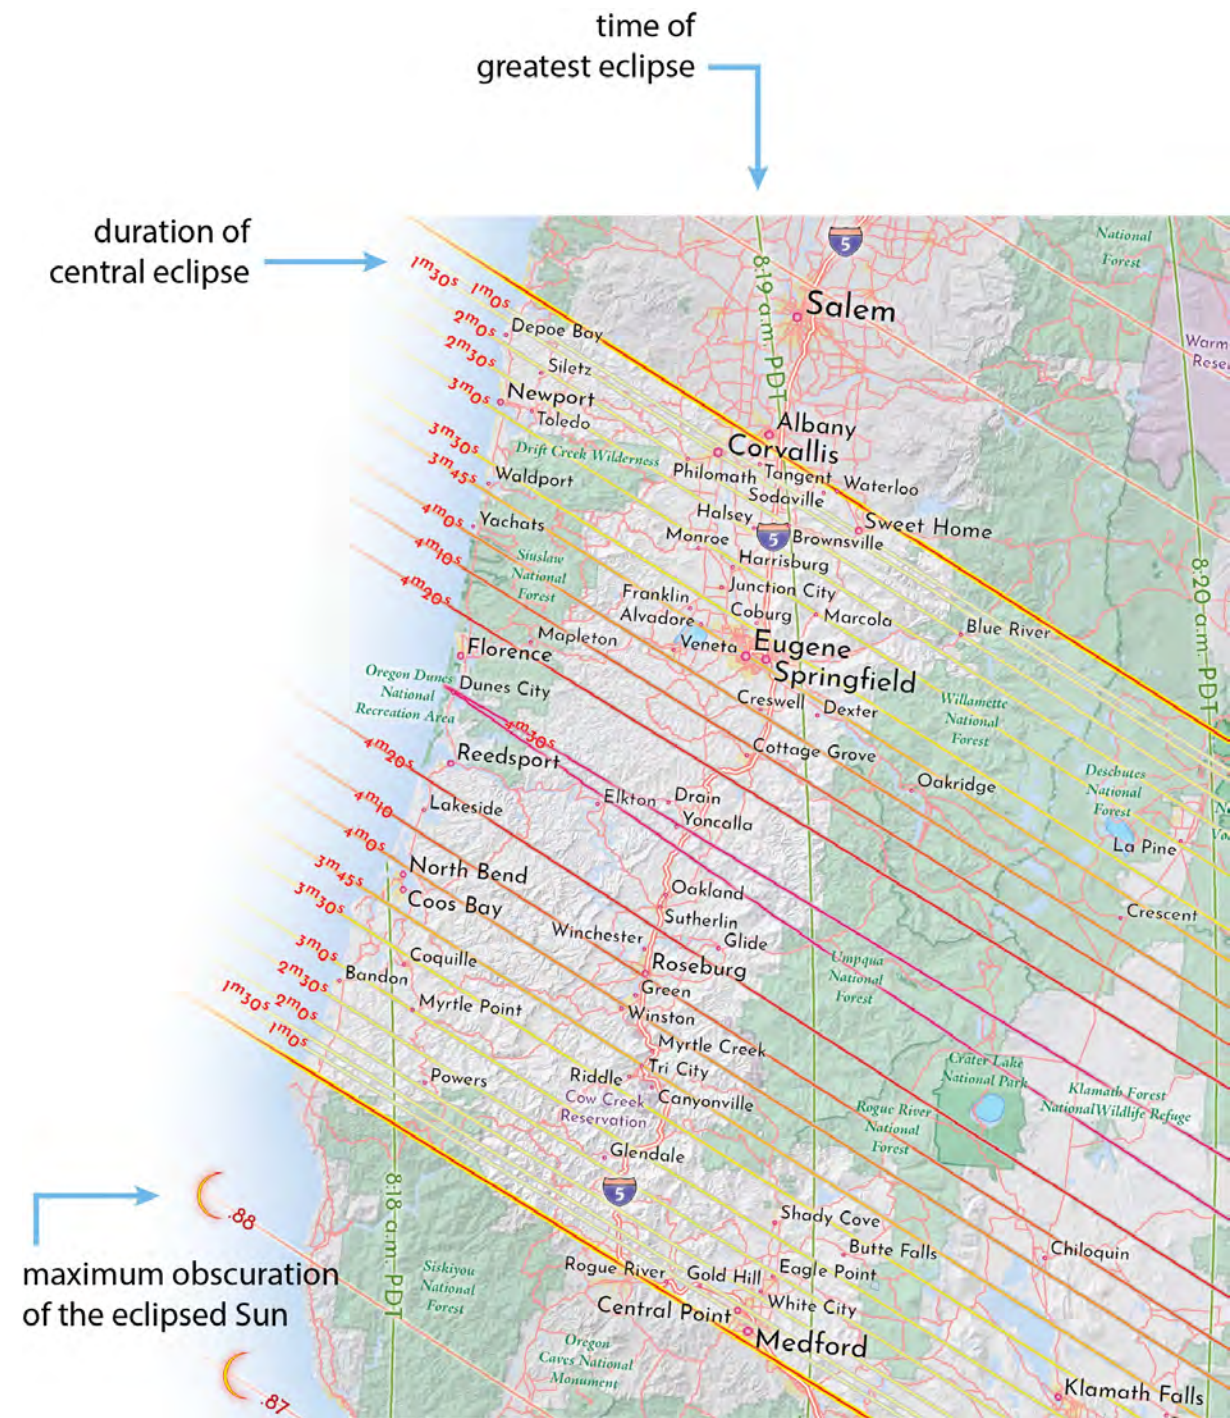 time of
greatest eclipse
duration of
central eclipse
5
National
Forest
8:19 a.m. PDT
1m30s
1m0s
Salem
2m0s
Depoe Bay
2m30s
Warm
Siletz
3m0s
Newport
Toledo
Albany
3m30s
Corvallis
Drift Creek Wilderness
3m45s
Waldport
Philomath
Tangent
Waterloo
Sodaville
4m0s
Yachats
Halsey
Sweet Home
Monroe
5
Brownsville
4m10s
Siuslaw
National
Forest
Harrisburg
8:20 a.m. PDT
4m20s
Franklin
Junction City
Alvadore
Coburg
Marcola
Blue River
Mapleton
Veneta
Eugene
Florence
Springfield
Oregon Dunes
National
Recreation Area
Dunes City
Creswell
Dexter
Willamette
National
Forest
4m30s
4m20s
Reedsport
Cottage Grove
Oakridge
Deschutes
National
Forest
4m10
Lakeside
Elkton
Drain
Yoncalla
La Pine
4m0s
3m45s
North Bend
Oakland
3m30s
Coos Bay
Sutherlin
Crescent
Winchester
Glide
3m0s
Coquille
Roseburg
Umpqua
National
Forest
2m30s
Bandon
Green
1m30s
2m0s
Myrtle Point
Winston
1m0s
Myrtle Creek
Crater Lake
National Park
Powers
Riddle
Tri City
Cow Creek
Reservation
Canyonville
Klamath Forest
National Wildlife Refuge
Rogue River
National
Forest
Glendale
8:18 a.m. PDT
5
.88
Shady Cove
Butte Falls
Chiloquin
maximum obscuration
of the eclipsed Sun
Siskiyou
National
Forest
Rogue River
Gold Hill
Eagle Point
White City
Central Point
Medford
Oregon
Caves National
Monument
.87
Klamath Falls